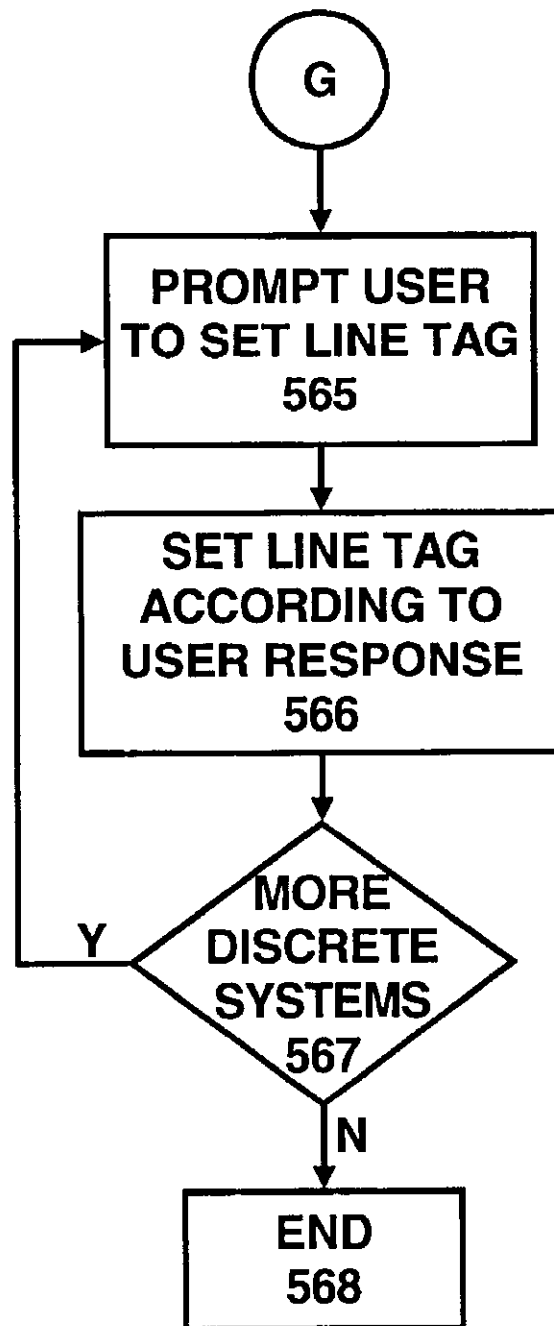 G
PROMPT USER
TO SET LINE TAG
565
SET LINE TAG
ACCORDING TO
USER RESPONSE
566
MORE
DISCRETE
SYSTEMS
567
Y
N
END
568